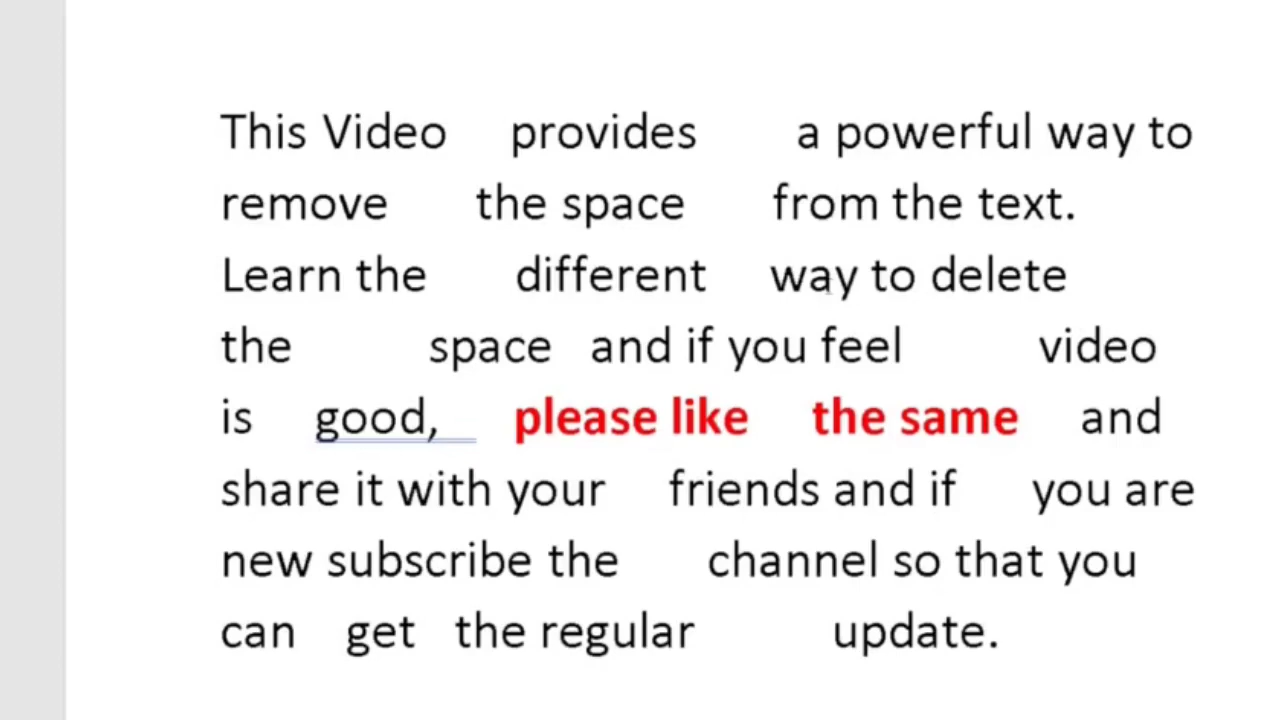 This Video     provides       a powerful way to
remove       the space       from the text.
Learn the       different     way to delete
the           space   and if you feel           video
is     good,      please like     the same     and
share it with your     friends and if      you are
new subscribe the       channel so that you
can    get   the regular           update.